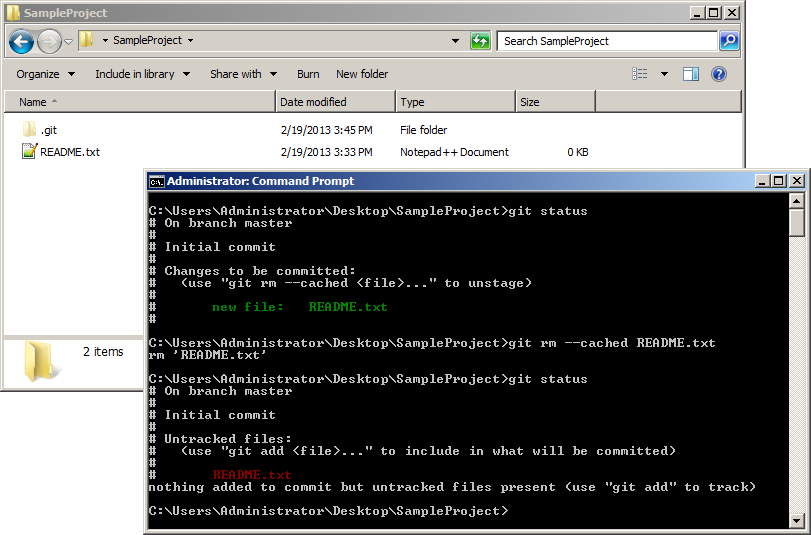 SampleProject
SampleProject
Search SampleProject
Organize Include in library Share with Burn New folder
Name Date modified Type Size
.git 2/19/2013 3:45 PM File folder
README.txt 2/19/2013 3:33 PM Notepad++ Document 0 KB
2 items
Administrator: Command Prompt
C:\Users\Administrator\Desktop\SampleProject>git status
# On branch master
#
# Initial commit
#
# Changes to be committed:
#   (use "git rm --cached <file>..." to unstage)
#
#       new file:   README.txt
#
C:\Users\Administrator\Desktop\SampleProject>git rm --cached README.txt
rm 'README.txt'
C:\Users\Administrator\Desktop\SampleProject>git status
# On branch master
#
# Initial commit
#
# Untracked files:
#   (use "git add <file>..." to include in what will be committed)
#
#       README.txt
nothing added to commit but untracked files present (use "git add" to track)
C:\Users\Administrator\Desktop\SampleProject>